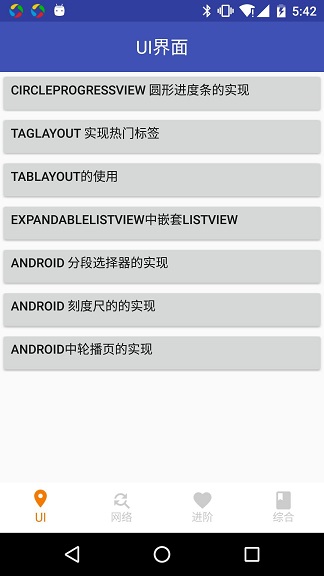 5:42
UI界面
CIRCLEPROGRESSVIEW 圆形进度条的实现
TAGLAYOUT 实现热门标签
TABLAYOUT的使用
EXPANDABLELISTVIEW中嵌套LISTVIEW
ANDROID 分段选择器的实现
ANDROID 刻度尺的的实现
ANDROID中轮播页的实现
UI
网络
进阶
综合